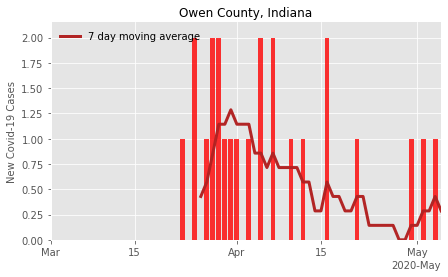 Owen County, Indiana
7 day moving average
New Covid-19 Cases
2.00
1.75
1.50
1.25
1.00
0.75
0.50
0.25
0.00
Mar 15 Apr 15 May
2020-May